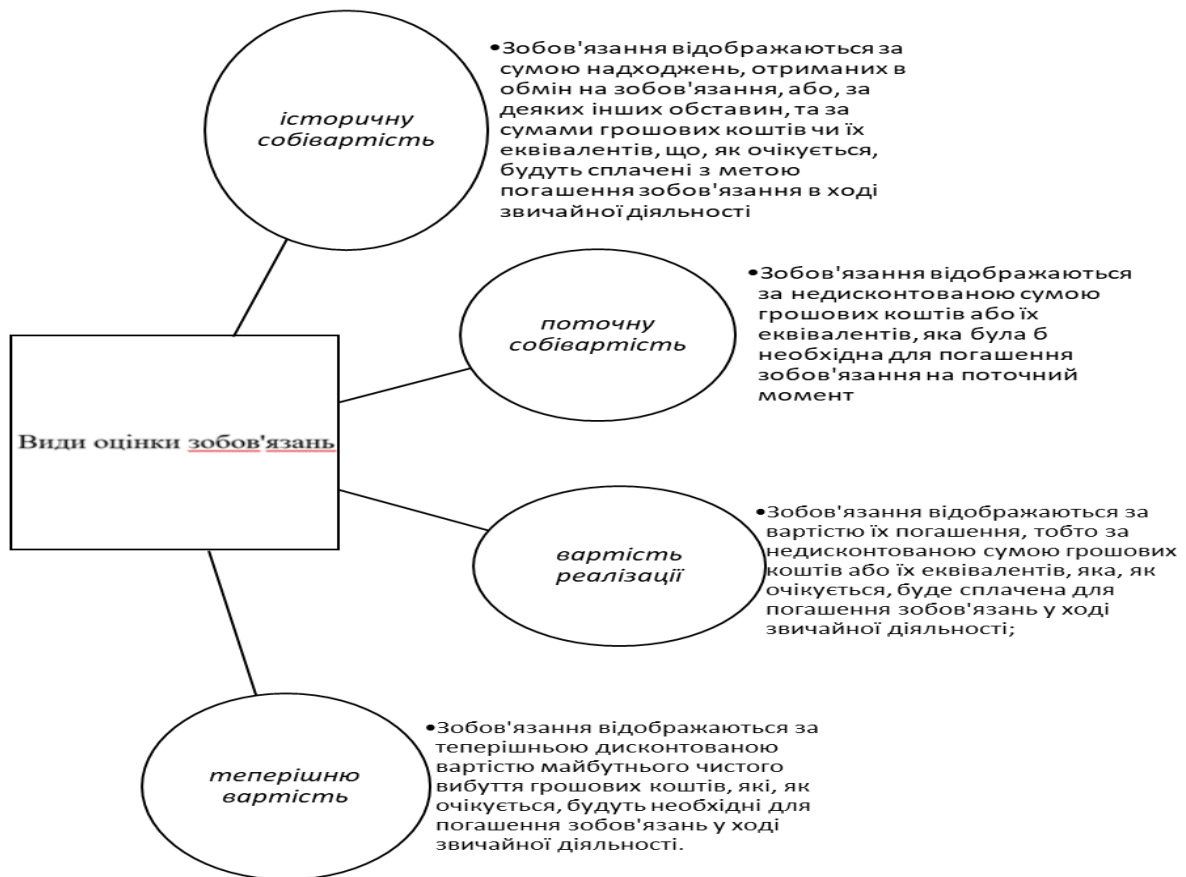 історичну
собівартість
•Зобов'язання відображаються за
сумою надходжень, отриманих в
обмін на зобов'язання, або, за
деяких інших обставин, та за
сумами грошових коштів чи їх
еквівалентів, що, як очікується,
будуть сплачені з метою
погашення зобов'язання в ході
звичайної діяльності
поточну
собівартість
•Зобов'язання відображаються
за недисконтованою сумою
грошових коштів або їх
еквівалентів, яка була б
необхідна для погашення
зобов'язання на поточний
момент
Види оцінки зобов'язань
вартість
реалізації
•Зобов'язання відображаються за
вартістю їх погашення, тобто за
недисконтованою сумою грошових
коштів або їх еквівалентів, яка, як
очікується, буде сплачена для
погашення зобов'язань у ході
звичайної діяльності;
теперішню
вартість
•Зобов'язання відображаються за
теперішньою дисконтованою
вартістю майбутнього чистого
вибуття грошових коштів, які, як
очікується, будуть необхідні для
погашення зобов'язань у ході
звичайної діяльності.